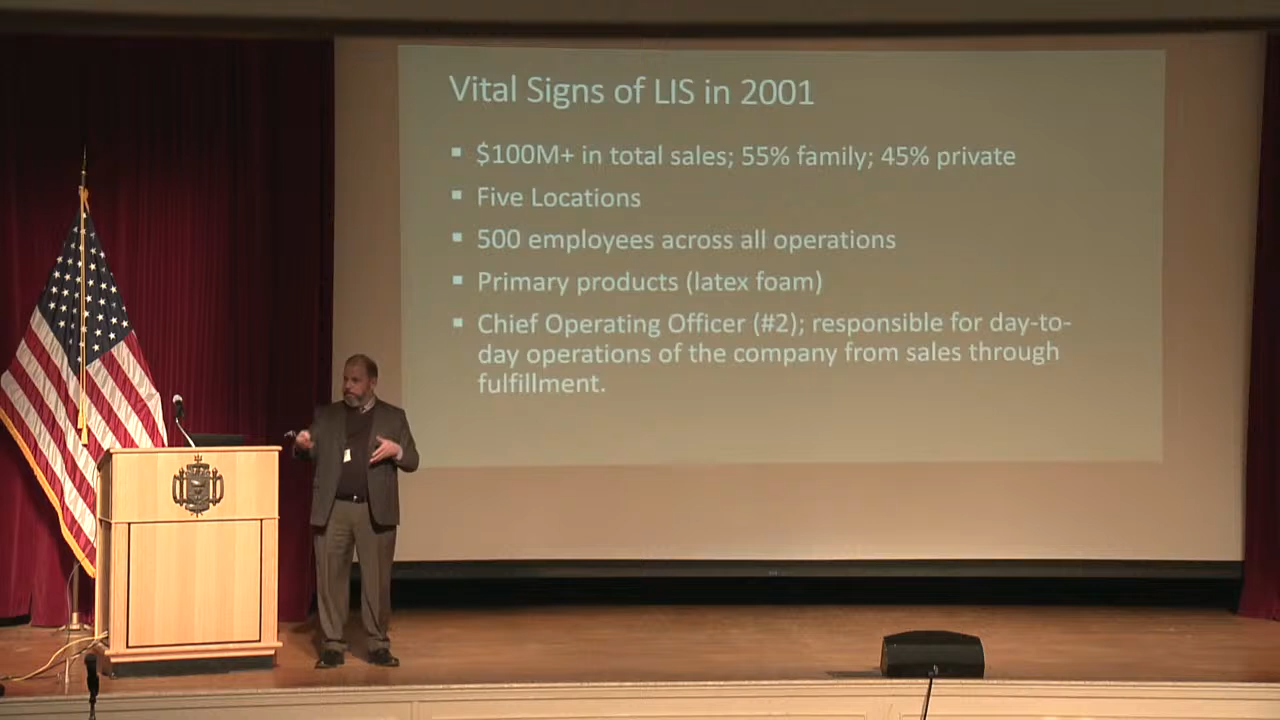 Vital Signs of LIS in 2001
▪ $100M+ in total sales; 55% family; 45% private
▪ Five Locations
▪ 500 employees across all operations
▪ Primary products (latex foam)
▪ Chief Operating Officer (#2); responsible for day-to-
day operations of the company from sales through
fulfillment.